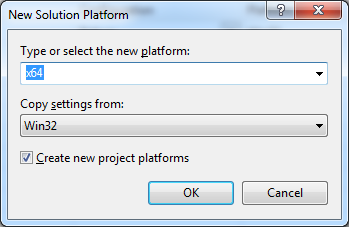 New Solution Platform
Type or select the new platform:
x64
Copy settings from:
Win32
Create new project platforms
OK
Cancel